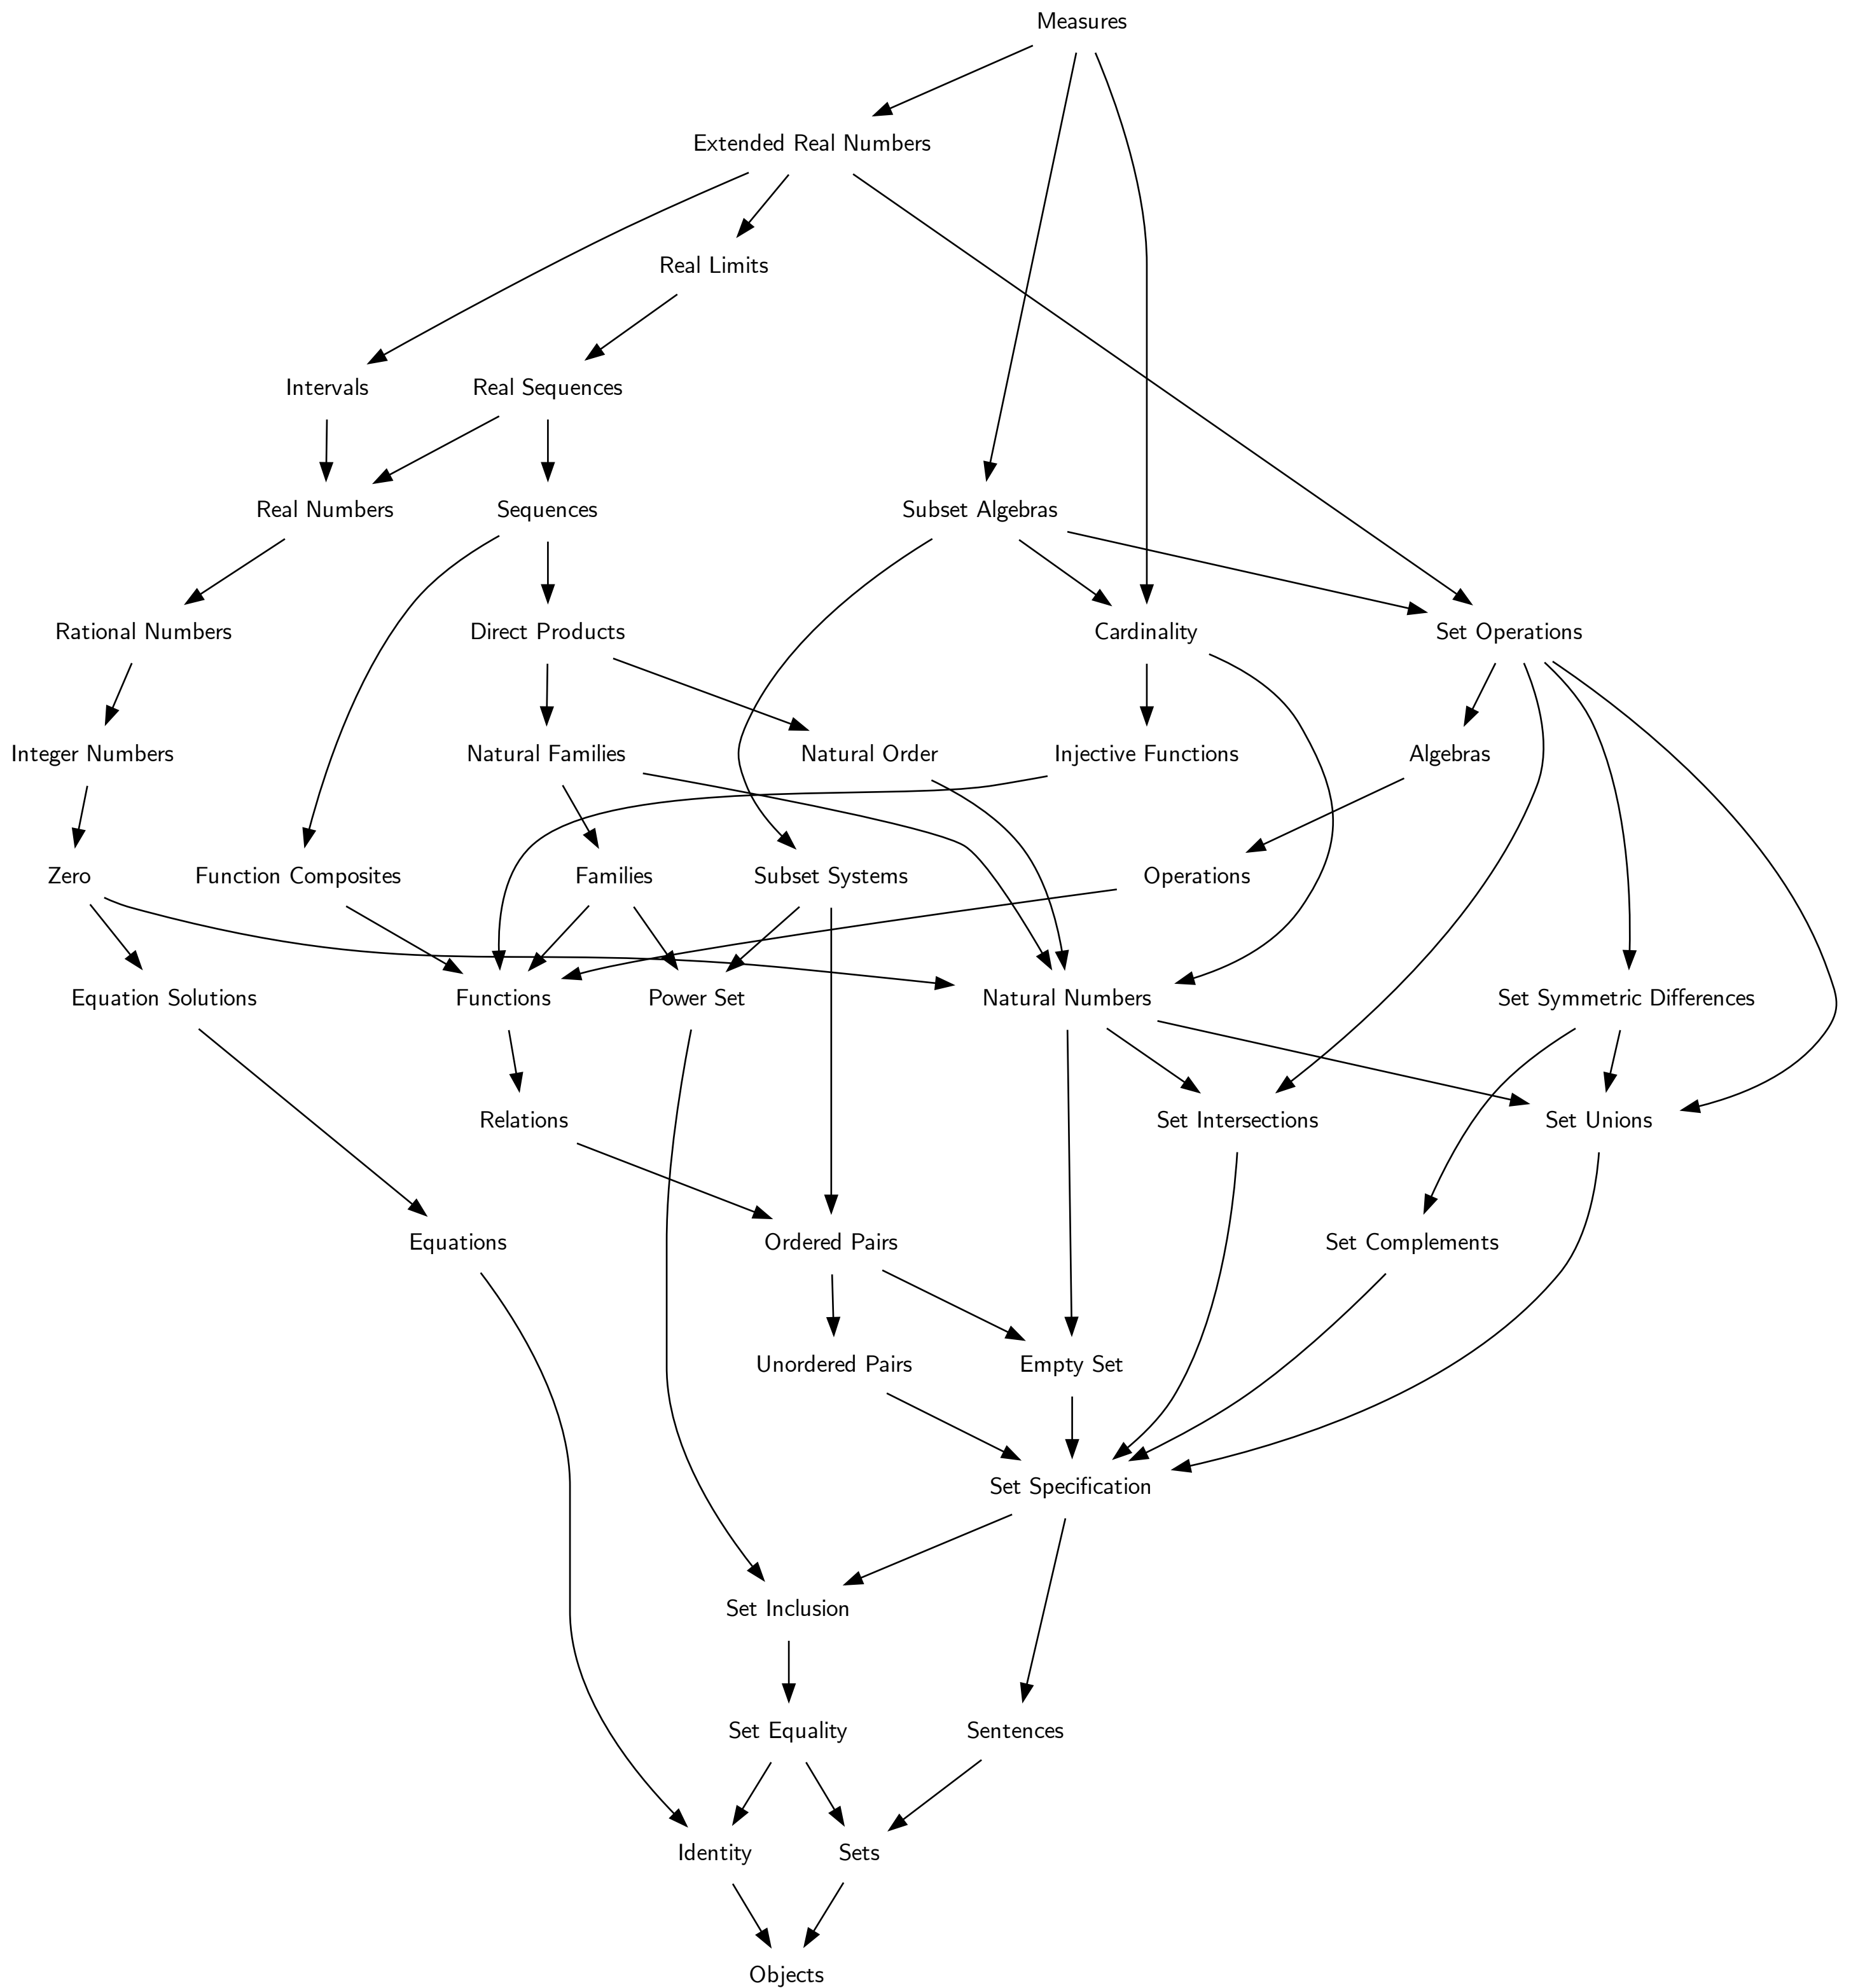 Measures
Extended Real Numbers
Real Limits
Intervals
Real Sequences
Real Numbers
Sequences
Subset Algebras
Rational Numbers
Direct Products
Cardinality
Set Operations
Integer Numbers
Natural Families
Natural Order
Injective Functions
Algebras
Zero
Function Composites
Families
Subset Systems
Operations
Equation Solutions
Functions
Power Set
Natural Numbers
Set Symmetric Differences
Relations
Set Intersections
Set Unions
Equations
Ordered Pairs
Set Complements
Unordered Pairs
Empty Set
Set Specification
Set Inclusion
Set Equality
Sentences
Identity
Sets
Objects